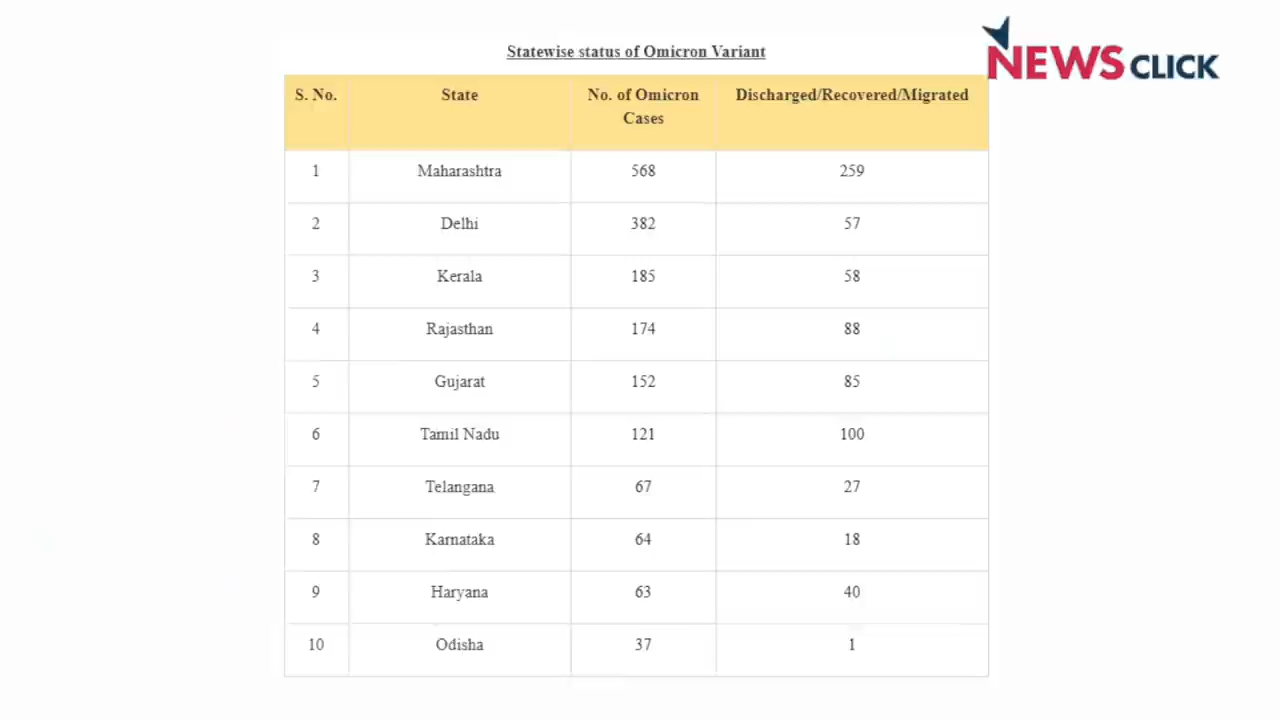 Statewise status of Omicron Variant
NEWS CLICK
S. No. State No. of Omicron Cases Discharged/Recovered/Migrated
1 Maharashtra 568 259
2 Delhi 382 57
3 Kerala 185 58
4 Rajasthan 174 88
5 Gujarat 152 85
6 Tamil Nadu 121 100
7 Telangana 67 27
8 Karnataka 64 18
9 Haryana 63 40
10 Odisha 37 1